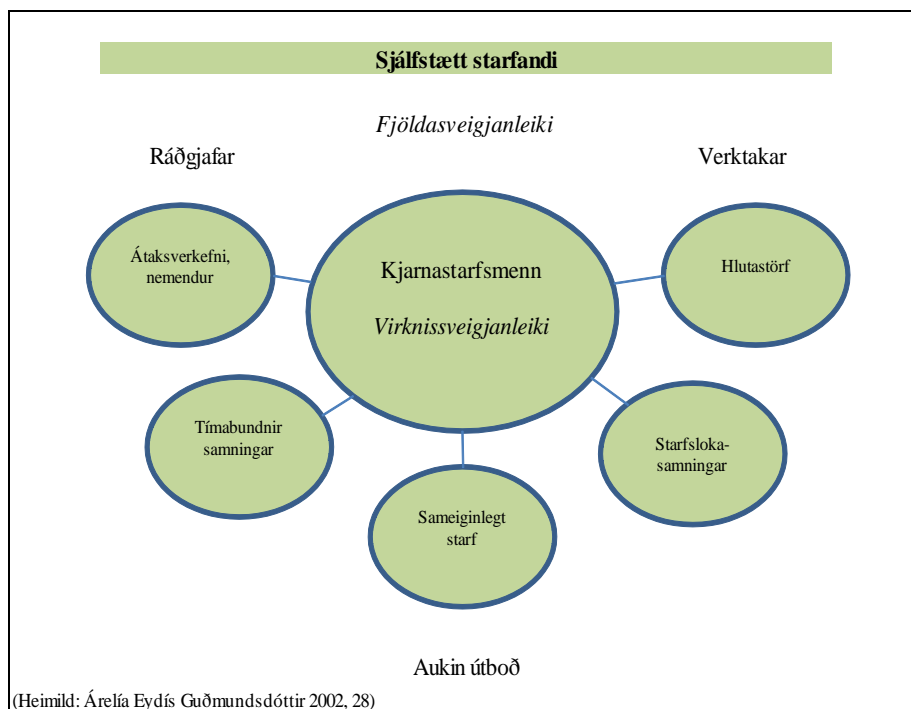 Sjálfstætt starfandi
Fjöldasveigjanleiki
Ráðgjafar
Verktakar
Átaksverkefni,
nemendur
Kjarnastarfsmenn
Virknissveigjanleiki
Hlutastörf
Tímabundnir
samningar
Starfsloka-
samningar
Sameiginlegt
starf
Aukin útboð
(Heimild: Árelía Eydís Guðmundsdóttir 2002, 28)